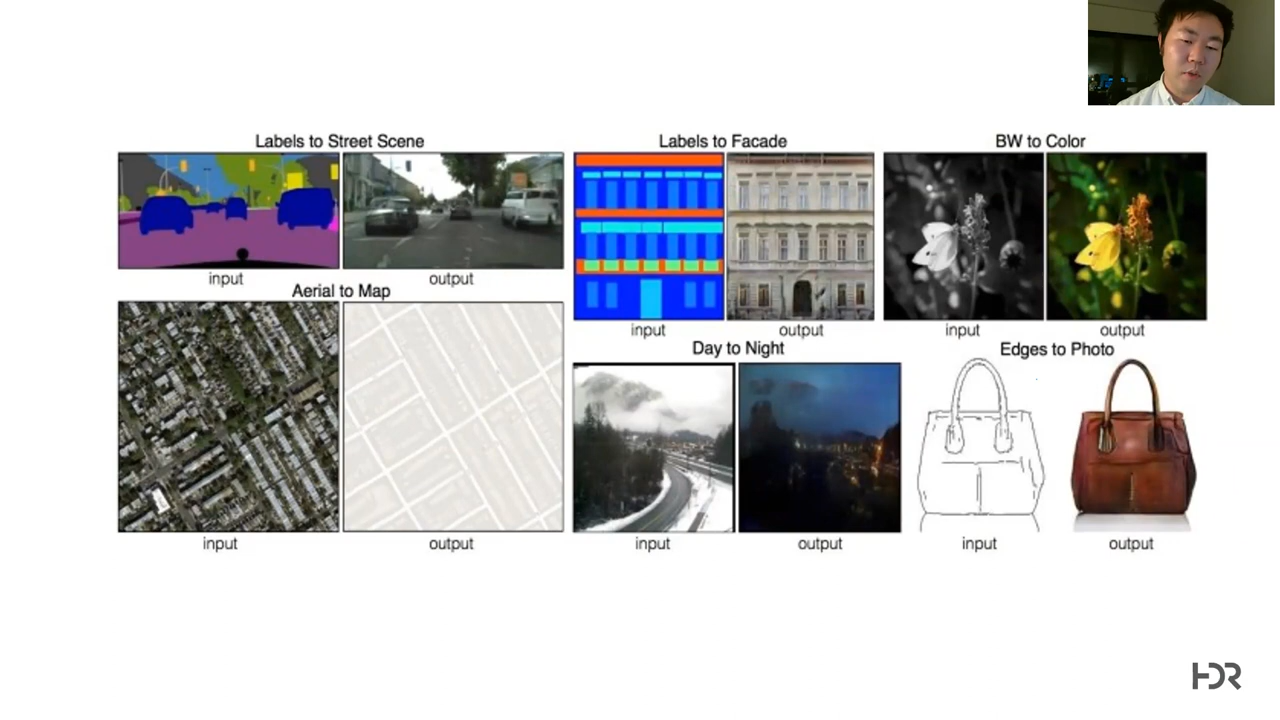 Labels to Street Scene
input
output
Aerial to Map
input
output
Labels to Facade
input
output
BW to Color
input
output
Day to Night
input
output
Edges to Photo
input
output
HDR